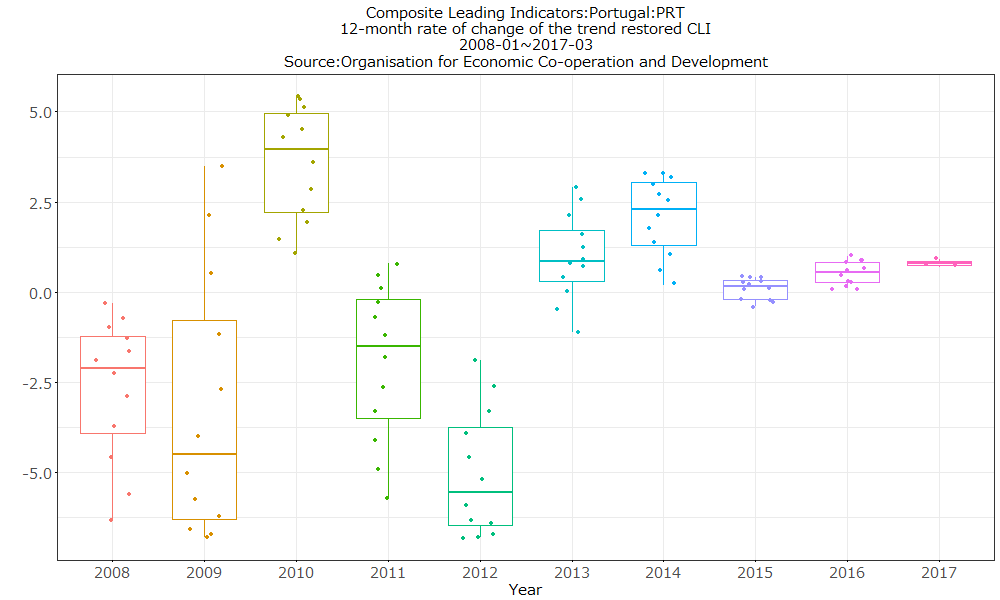 Composite Leading Indicators:Portugal:PRT
12-month rate of change of the trend restored CLI
2008-01~2017-03
Source:Organisation for Economic Co-operation and Development
5.0
2.5
0.0
-2.5
-5.0
2008 2009 2010 2011 2012 2013 2014 2015 2016 2017
Year